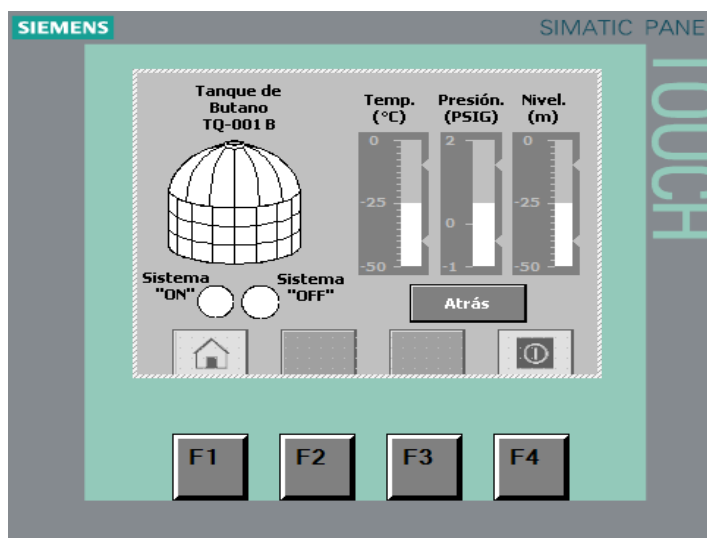 SIEMENS
SIMATIC PANE
TOUCH
Tanque de
Butano
TQ-001 B
Temp.
(°C)
Presión.
(PSIG)
Nivel.
(m)
0
-25
-50
2
0
-1
0
-25
-50
Sistema
"ON"
Sistema
"OFF"
Atrás
F1
F2
F3
F4